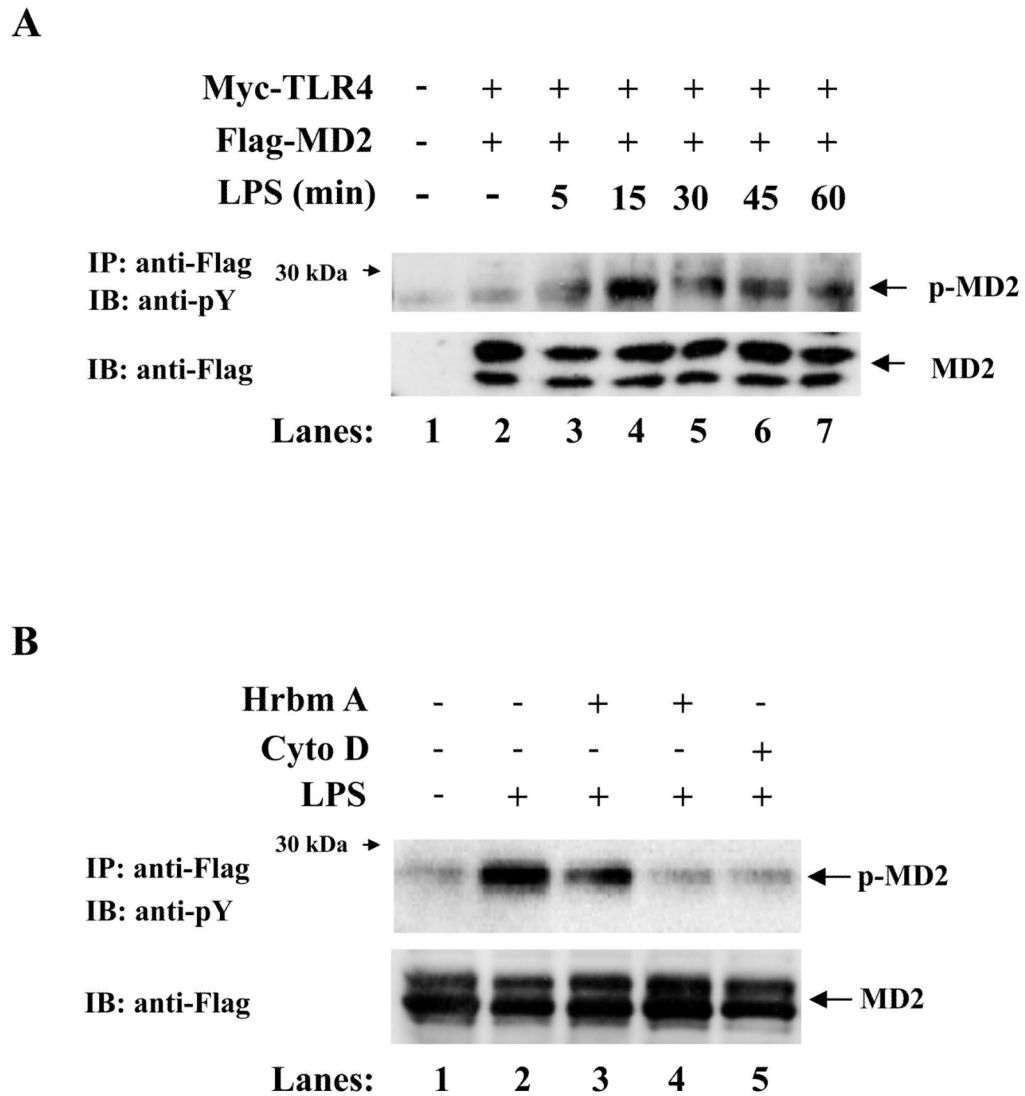 A
Myc-TLR4 - + + + + + +
Flag-MD2 - + + + + + +
LPS (min) - - 5 15 30 45 60
IP: anti-Flag 30 kDa
IB: anti-pY p-MD2
IB: anti-Flag MD2
Lanes: 1 2 3 4 5 6 7
B
Hrbm A - - + + -
Cyto D - - - - +
LPS - + + + +
30 kDa
IP: anti-Flag p-MD2
IB: anti-pY
IB: anti-Flag MD2
Lanes: 1 2 3 4 5